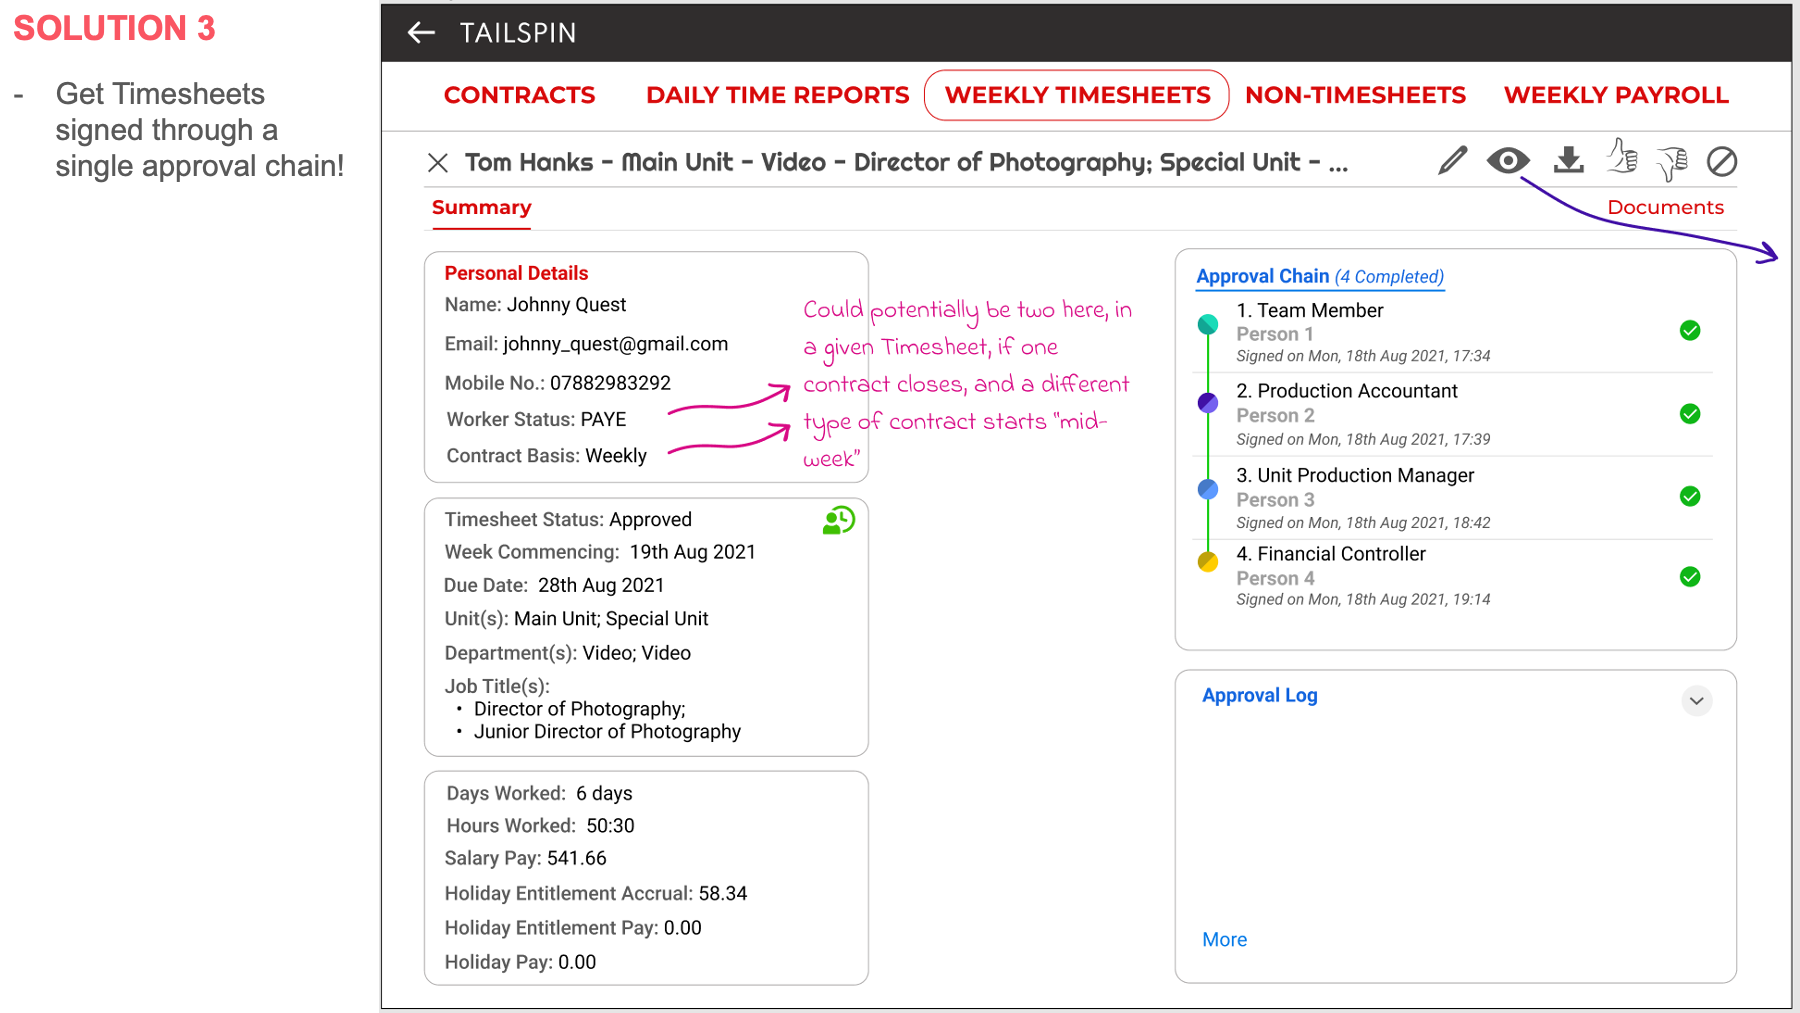 SOLUTION 3
- Get Timesheets
signed through a
single approval chain!
TAILSPIN
CONTRACTS DAILY TIME REPORTS WEEKLY TIMESHEETS NON-TIMESHEETS WEEKLY PAYROLL
Tom Hanks - Main Unit - Video - Director of Photography; Special Unit - ...
Summary
Documents
Personal Details
Name: Johnny Quest
Email: johnny_quest@gmail.com
Mobile No.: 07882983292
Worker Status: PAYE
Contract Basis: Weekly
Could potentially be two here, in
a given Timesheet, if one
contract closes, and a different
type of contract starts "mid-
week"
Timesheet Status: Approved
Week Commencing: 19th Aug 2021
Due Date: 28th Aug 2021
Unit(s): Main Unit; Special Unit
Department(s): Video; Video
Job Title(s):
• Director of Photography;
• Junior Director of Photography
Days Worked: 6 days
Hours Worked: 50:30
Salary Pay: 541.66
Holiday Entitlement Accrual: 58.34
Holiday Entitlement Pay: 0.00
Holiday Pay: 0.00
Approval Chain (4 Completed)
1. Team Member
Person 1
Signed on Mon, 18th Aug 2021, 17:34
2. Production Accountant
Person 2
Signed on Mon, 18th Aug 2021, 17:39
3. Unit Production Manager
Person 3
Signed on Mon, 18th Aug 2021, 18:42
4. Financial Controller
Person 4
Signed on Mon, 18th Aug 2021, 19:14
Approval Log
More